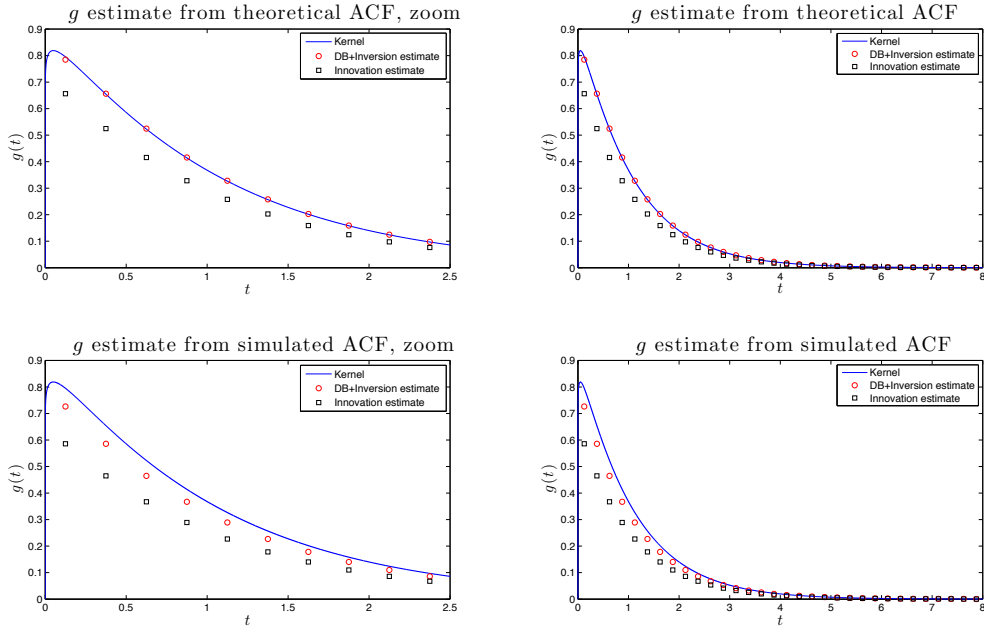 g estimate from theoretical ACF, zoom
0.9
0.8
0.7
0.6
0.5
0.4
0.3
0.2
0.1
0
g(t)
0 0.5 1 1.5 2 2.5
t
Kernel
DB+Inversion estimate
Innovation estimate
g estimate from theoretical ACF
0.9
0.8
0.7
0.6
0.5
0.4
0.3
0.2
0.1
0
g(t)
0 1 2 3 4 5 6 7 8
t
Kernel
DB+Inversion estimate
Innovation estimate
g estimate from simulated ACF, zoom
0.9
0.8
0.7
0.6
0.5
0.4
0.3
0.2
0.1
0
g(t)
0 0.5 1 1.5 2 2.5
t
Kernel
DB+Inversion estimate
Innovation estimate
g estimate from simulated ACF
0.9
0.8
0.7
0.6
0.5
0.4
0.3
0.2
0.1
0
g(t)
0 1 2 3 4 5 6 7 8
t
Kernel
DB+Inversion estimate
Innovation estimate